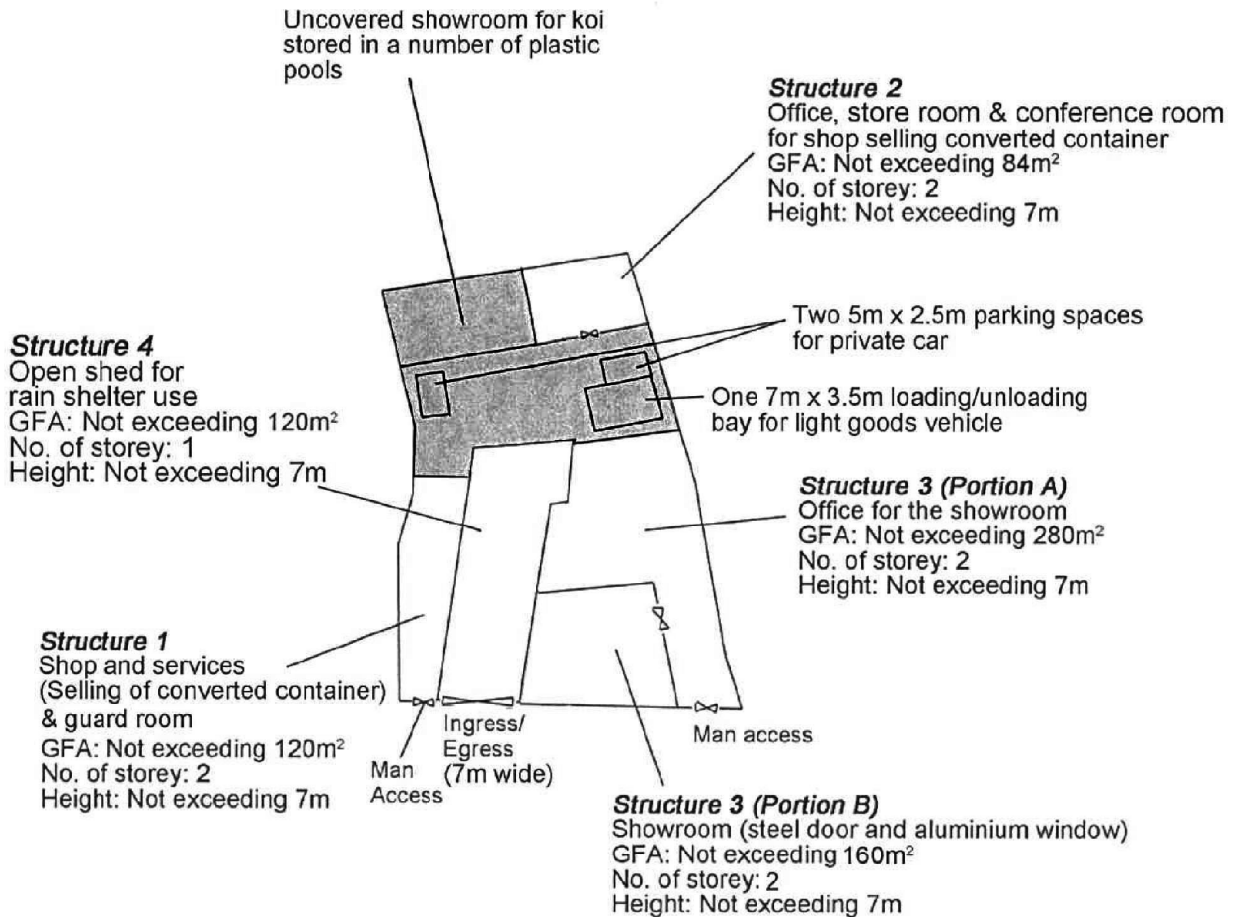 Uncovered showroom for koi
stored in a number of plastic
pools
Structure 2
Office, store room & conference room
for shop selling converted container
GFA: Not exceeding 84m²
No. of storey: 2
Height: Not exceeding 7m
Two 5m x 2.5m parking spaces
for private car
One 7m x 3.5m loading/unloading
bay for light goods vehicle
Structure 4
Open shed for
rain shelter use
GFA: Not exceeding 120m²
No. of storey: 1
Height: Not exceeding 7m
Structure 3 (Portion A)
Office for the showroom
GFA: Not exceeding 280m²
No. of storey: 2
Height: Not exceeding 7m
Structure 1
Shop and services
(Selling of converted container)
& guard room
GFA: Not exceeding 120m²
No. of storey: 2
Height: Not exceeding 7m
Man
Access
Ingress/
Egress
(7m wide)
Man access
Structure 3 (Portion B)
Showroom (steel door and aluminium window)
GFA: Not exceeding 160m²
No. of storey: 2
Height: Not exceeding 7m